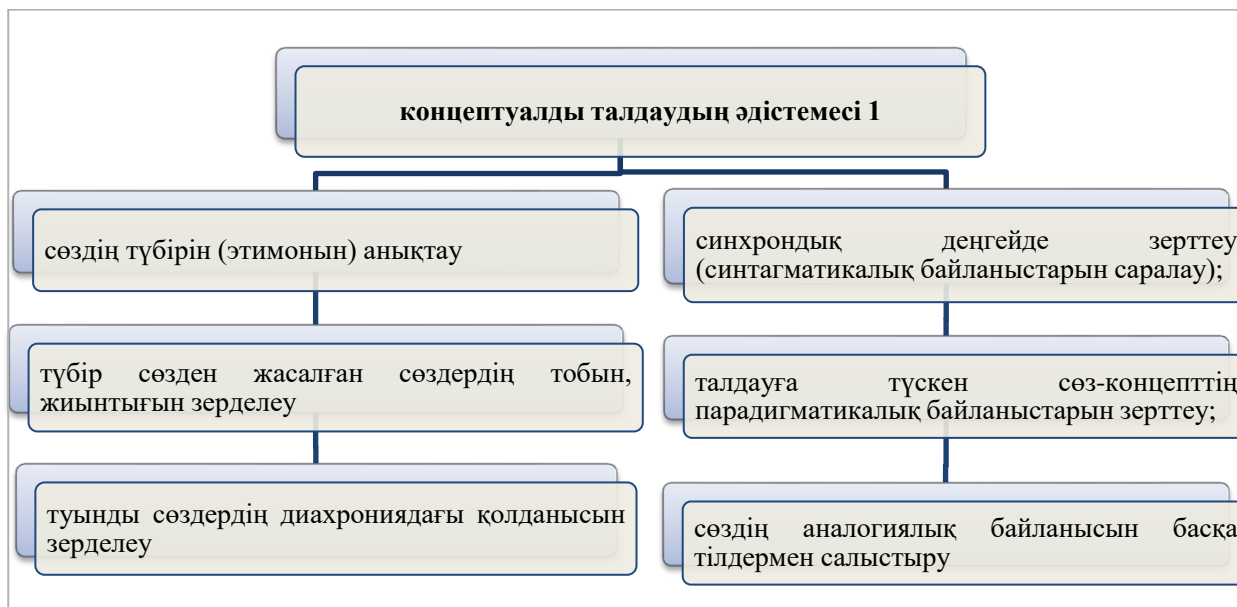 концептуалды талдаудың әдістемесі 1
сөздің түбірін (этимонын) анықтау
түбір сөзден жасалған сөздердің тобын,
жиынтығын зерделеу
туынды сөздердің диахрониядағы қолданысын
зерделеу
синхрондық деңгейде зерттеу
(синтагматикалық байланыстарын саралау);
талдауға түскен сөз-концепттің
парадигматикалық байланыстарын зерттеу;
сөздің аналогиялық байланысын басқа
тілдермен салыстыру